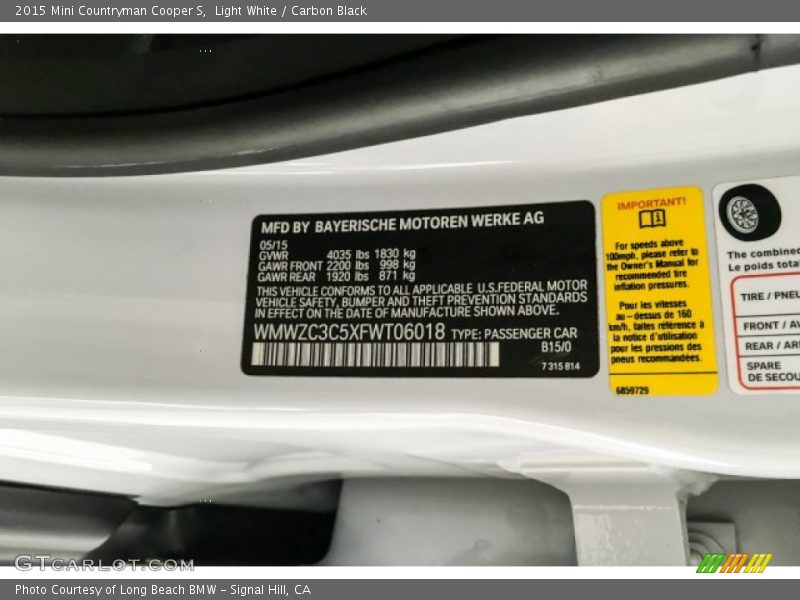 2015 Mini Countryman Cooper S,  Light White / Carbon Black
MFD BY BAYERISCHE MOTOREN WERKE AG
05/15
GVWR 4035 lbs 1830 kg
GAWR FRONT 2200 lbs 998 kg
GAWR REAR 1920 lbs 871 kg
THIS VEHICLE CONFORMS TO ALL APPLICABLE U.S.FEDERAL MOTOR
VEHICLE SAFETY, BUMPER AND THEFT PREVENTION STANDARDS
IN EFFECT ON THE DATE OF MANUFACTURE SHOWN ABOVE.
WMWZC3C5XFWT06018 TYPE: PASSENGER CAR
B15/0
7 315 814
IMPORTANT!
For speeds above
100mph, please refer to
the Owner's Manual for
recommended tire
inflation pressures.
Pour les vitesses
au-dessus de 160
km/h, faites référence à
la notice d'utilisation
pour les pressions des
pneus recommandées.
6859729
The combined
Le poids tota
TIRE / PNEU
FRONT / AV
REAR / ARR
SPARE
DE SECOU
GTCARLOT.COM
Photo Courtesy of Long Beach BMW - Signal Hill, CA